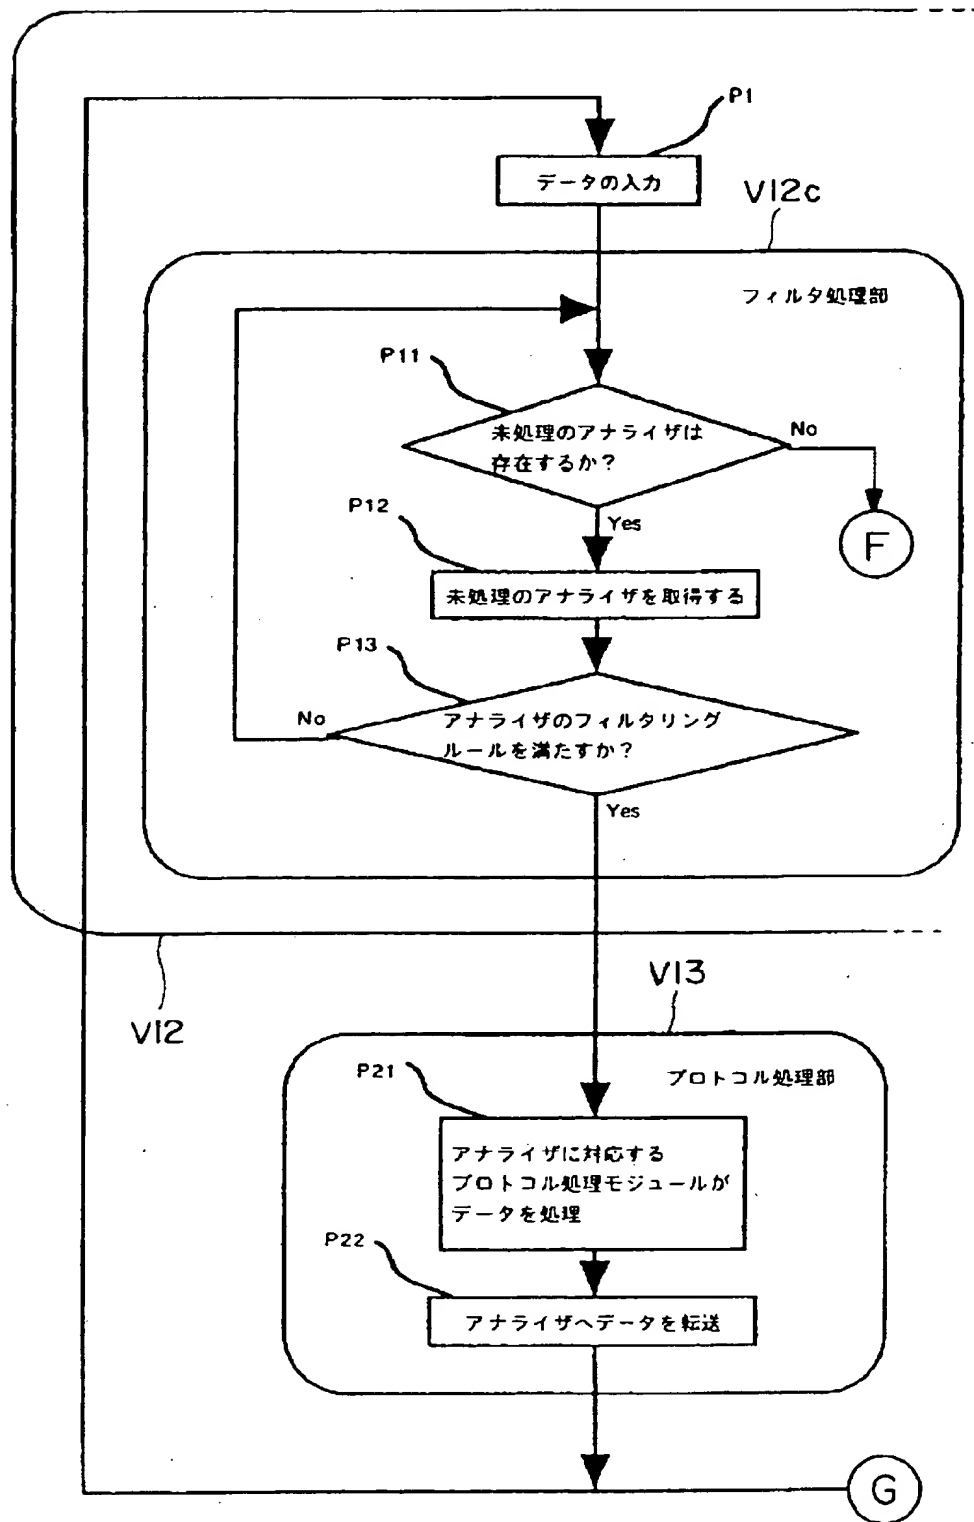 P1
データの入力
V12c
フィルタ処理部
P11
未処理のアナライザは
存在するか？
No
F
Yes
P12
未処理のアナライザを取得する
P13
アナライザのフィルタリング
ルールを満たすか？
No
Yes
V12
V13
プロトコル処理部
P21
アナライザに対応する
プロトコル処理モジュールが
データを処理
P22
アナライザへデータを転送
G